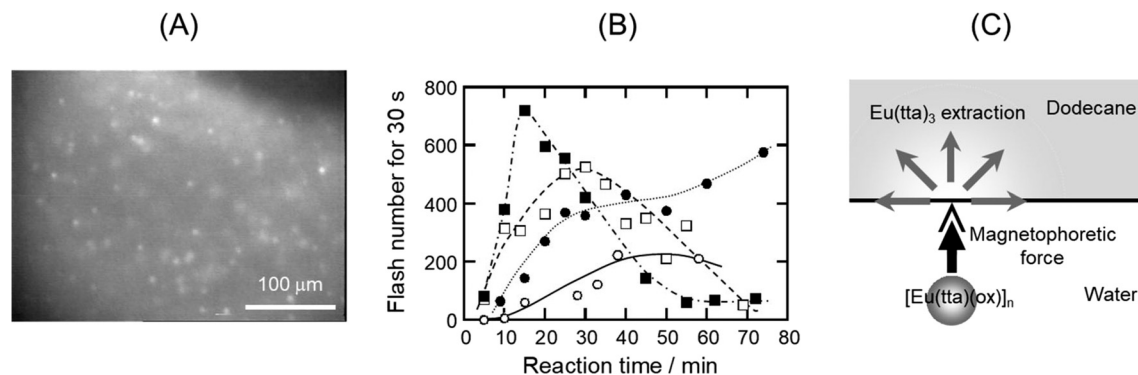 (A)
(B)
(C)
100 μm
Flash number for 30 s
800
600
400
200
0
0 10 20 30 40 50 60 70 80
Reaction time / min
Dodecane
Eu(tta)₃ extraction
Magnetophoretic
force
[Eu(tta)(ox)]ₙ
Water